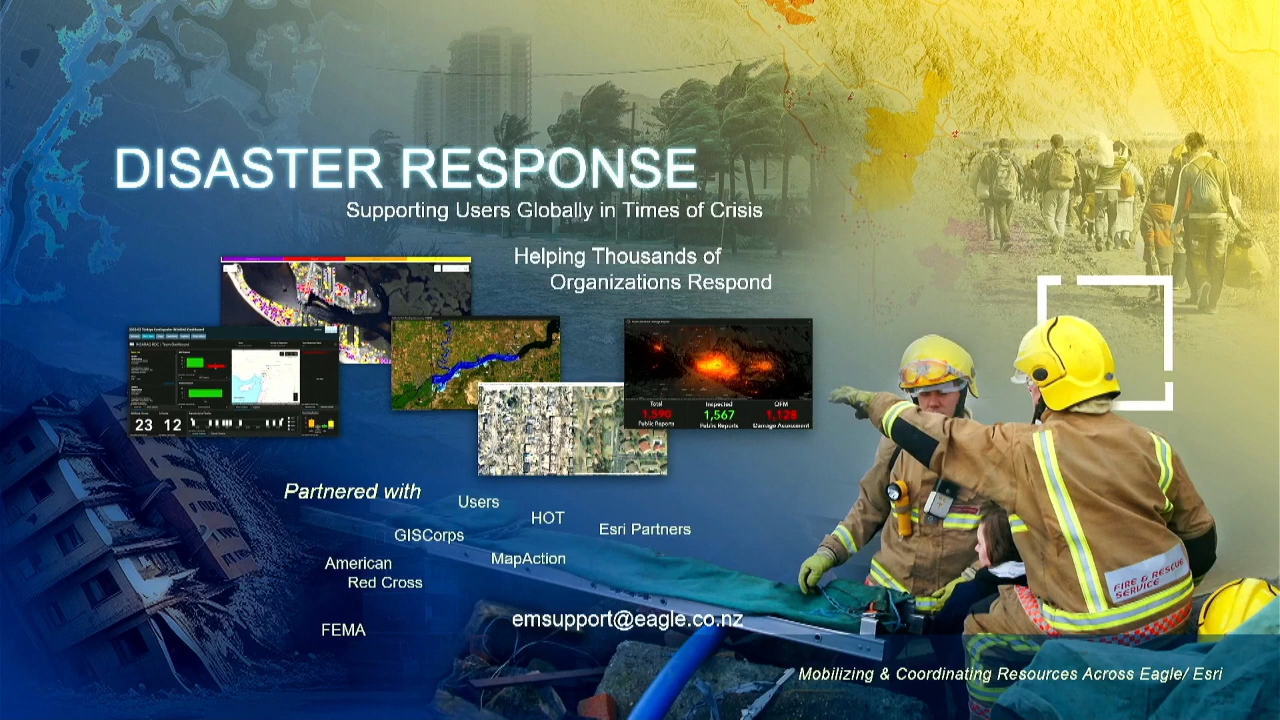 DISASTER RESPONSE
Supporting Users Globally in Times of Crisis
Helping Thousands of
Organizations Respond
23 12
Total
Inspected
OFM
1,590
1,567
1,128
Public Reports
Public Reports
Damage Assessment
Partnered with
Users
HOT
GISCorps
Esri Partners
American
Red Cross
MapAction
FEMA
emsupport@eagle.co.nz
FIRE & RESCUE
SERVICE
Mobilizing & Coordinating Resources Across Eagle/ Esri